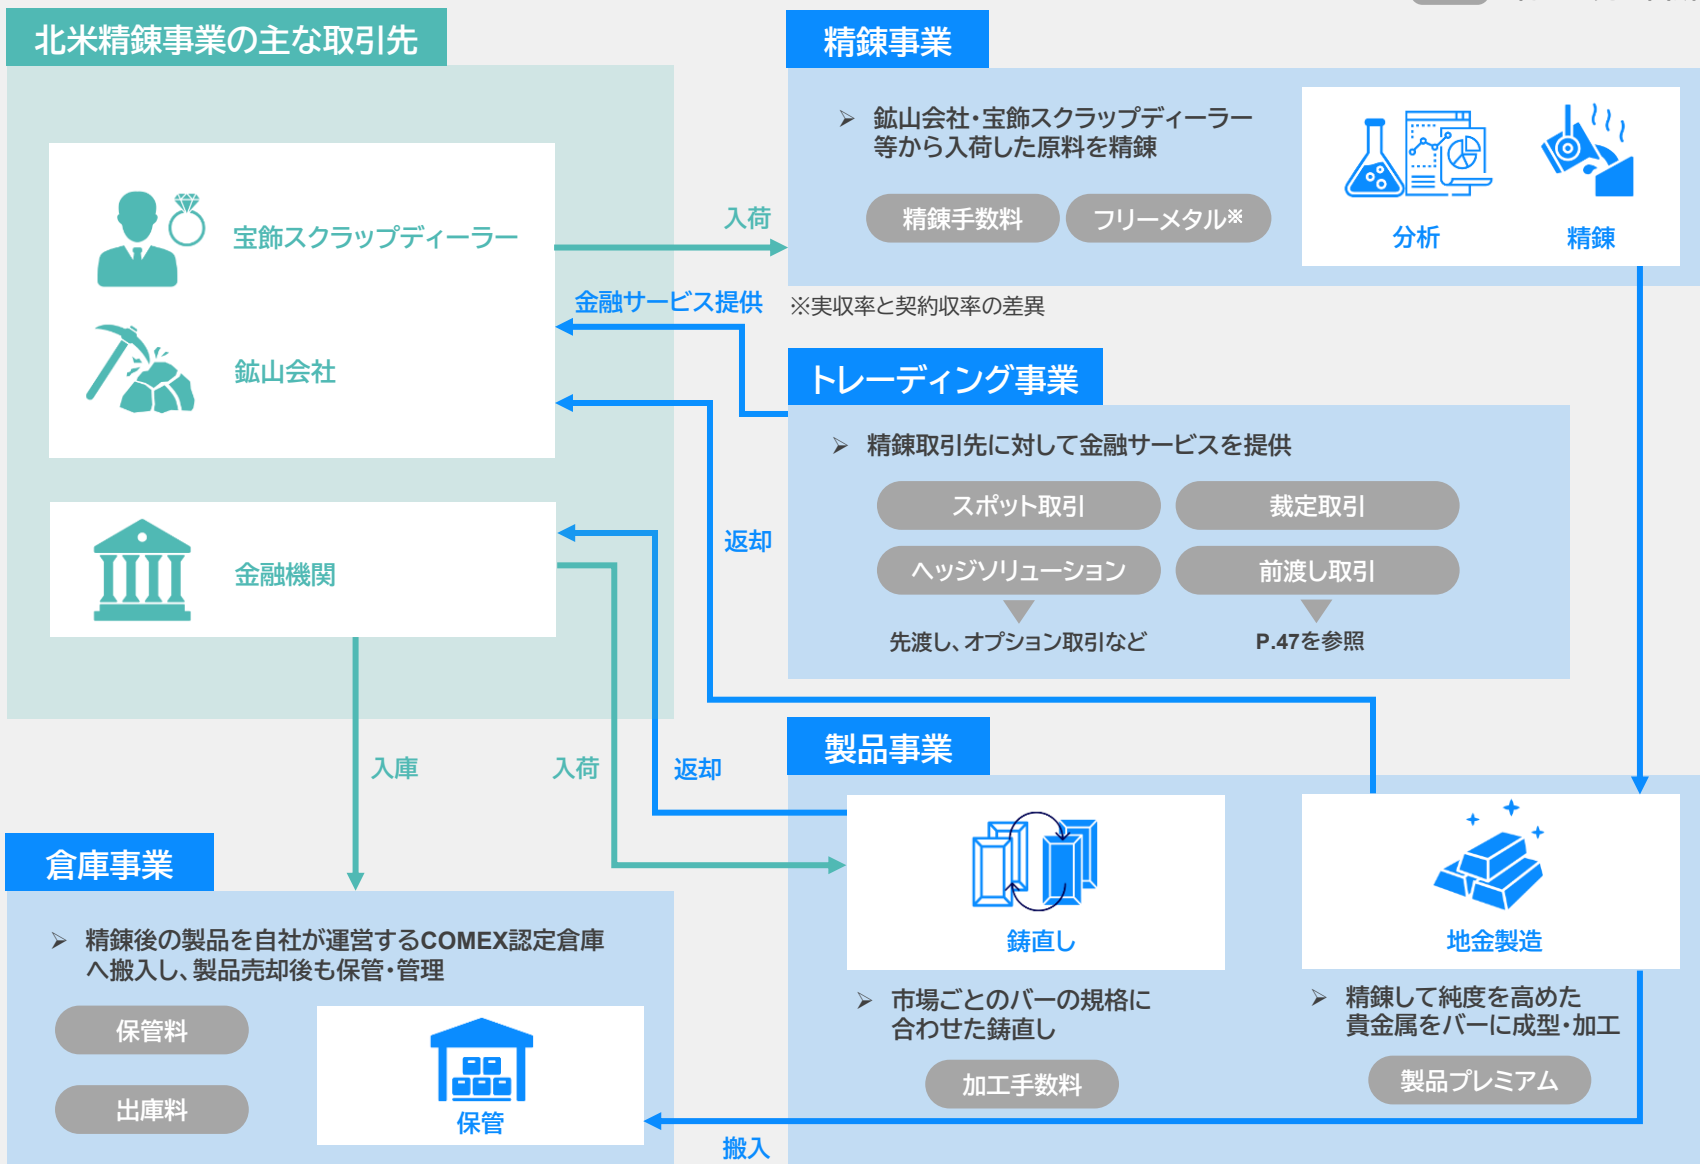 北米精錬事業の主な取引先
宝飾スクラップディーラー
鉱山会社
金融機関
入荷
金融サービス提供
返却
入庫
入荷
返却
精錬事業
➢ 鉱山会社・宝飾スクラップディーラー
等から入荷した原料を精錬
精錬手数料
フリーメタル※
分析
精錬
※実収率と契約収率の差異
トレーディング事業
➢ 精錬取引先に対して金融サービスを提供
スポット取引
裁定取引
ヘッジソリューション
前渡し取引
先渡し、オプション取引など
P.47を参照
製品事業
鋳直し
地金製造
➢ 市場ごとのバーの規格に
合わせた鋳直し
加工手数料
➢ 精錬して純度を高めた
貴金属をバーに成型・加工
製品プレミアム
倉庫事業
➢ 精錬後の製品を自社が運営するCOMEX認定倉庫
へ搬入し、製品売却後も保管・管理
保管料
出庫料
保管
搬入